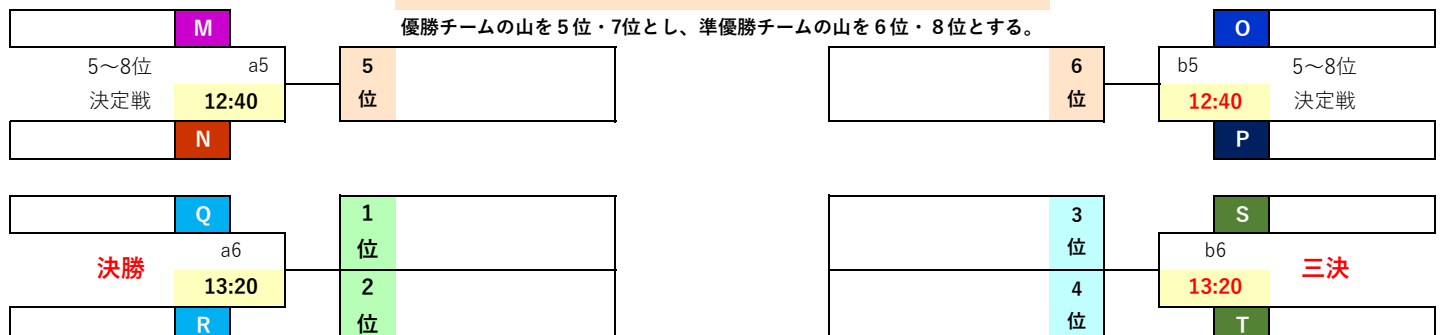 優勝チームの山を５位・7位とし、準優勝チームの山を６位・８位とする。
M
5～8位 a5
決定戦 12:40
N
5
位
6
位
O
b5 5～8位
12:40 決定戦
P
Q
a6
決勝
13:20
R
1
位
2
位
3
位
4
位
S
b6
三決
13:20
T